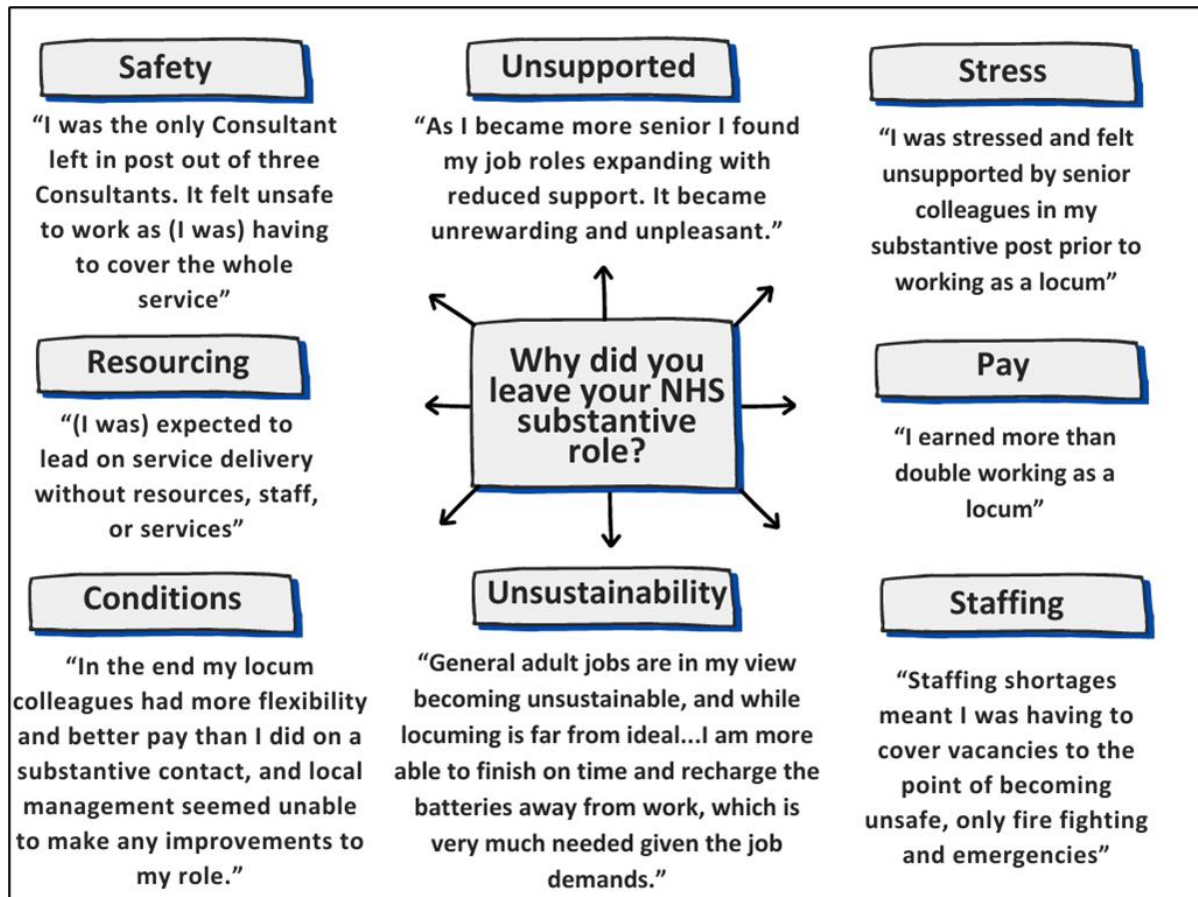 Safety
“I was the only Consultant
left in post out of three
Consultants. It felt unsafe
to work as (I was) having
to cover the whole
service”
Unsupported
“As I became more senior I found
my job roles expanding with
reduced support. It became
unrewarding and unpleasant.”
Stress
“I was stressed and felt
unsupported by senior
colleagues in my
substantive post prior to
working as a locum”
Resourcing
“(I was) expected to
lead on service delivery
without resources, staff,
or services”
Why did you
leave your NHS
substantive
role?
Pay
“I earned more than
double working as a
locum”
Conditions
“In the end my locum
colleagues had more flexibility
and better pay than I did on a
substantive contact, and local
management seemed unable
to make any improvements to
my role.”
Unsustainability
“General adult jobs are in my view
becoming unsustainable, and while
locuming is far from ideal...I am more
able to finish on time and recharge the
batteries away from work, which is
very much needed given the job
demands.”
Staffing
“Staffing shortages
meant I was having to
cover vacancies to the
point of becoming
unsafe, only fire fighting
and emergencies”